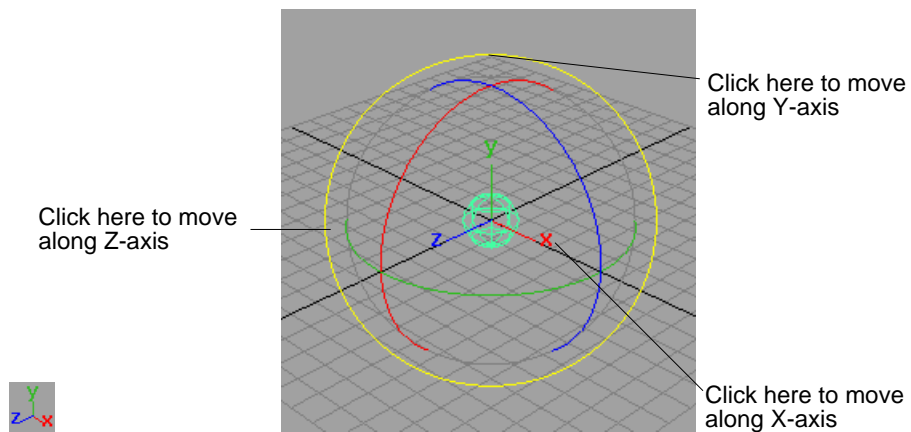 Click here to move
along Y-axis
y
Click here to move
along Z-axis
z
x
Click here to move
along X-axis
y
z
x